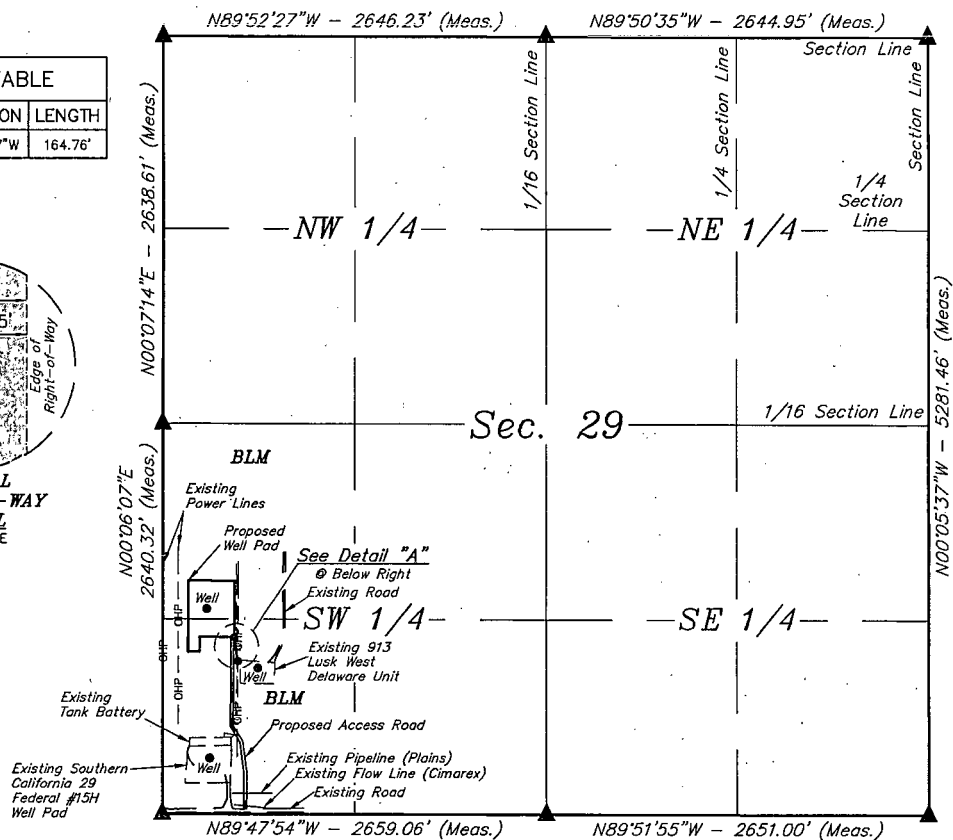 N89°52'27"W - 2646.23' (Meas.)
N89°50'35"W - 2644.95' (Meas.)
Section Line
ABLE
ON LENGTH
"W 164.76'
N00°07'14"E - 2638.61' (Meas.)
1/16 Section Line
1/4 Section Line
Section Line
1/4
Section
Line
NW 1/4
NE 1/4
Edge of
Right-of-Way
L
-WAY
L
E
N00°05'37"W - 5281.46' (Meas.)
1/16 Section Line
Sec. 29
BLM
N00°06'07"E
2640.32' (Meas.)
Existing
Power Lines
Proposed
Well Pad
See Detail "A"
@ Below Right
Existing Road
Well
OHP
SW 1/4
SE 1/4
OHP
OHP
Existing 913
Lusk West
Delaware Unit
Well
OHP
BLM
OHP
Existing
Tank Battery
Proposed Access Road
Existing Pipeline (Plains)
Existing Flow Line (Cimarex)
Existing Road
Well
Existing Southern
California 29
Federal #15H
Well Pad
N89°47'54"W - 2659.06' (Meas.)
N89°51'55"W - 2651.00' (Meas.)